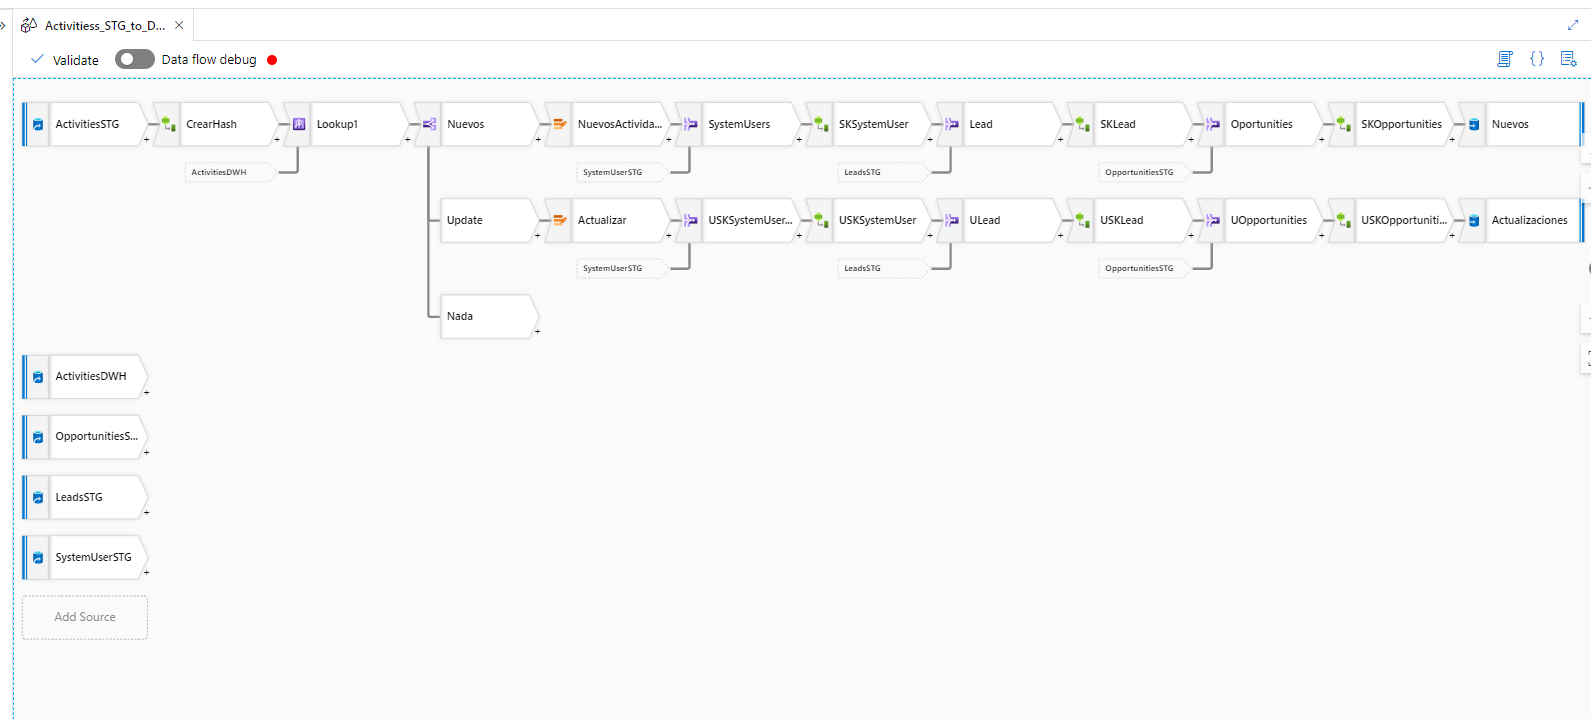 Activitiess_STG_to_D...
Validate
Data flow debug
ActivitiesSTG
CrearHash
Lookup1
Nuevos
NuevosActivida...
SystemUsers
SKSystemUser
Lead
SKLead
Oportunities
SKOpportunities
Nuevos
ActivitiesDWH
SystemUserSTG
LeadsSTG
OpportunitiesSTG
Update
Actualizar
USKSystemUser...
USKSystemUser
ULead
USKLead
UOpportunities
USKOpportuniti...
Actualizaciones
SystemUserSTG
LeadsSTG
OpportunitiesSTG
Nada
ActivitiesDWH
OpportunitiesS...
LeadsSTG
SystemUserSTG
Add Source